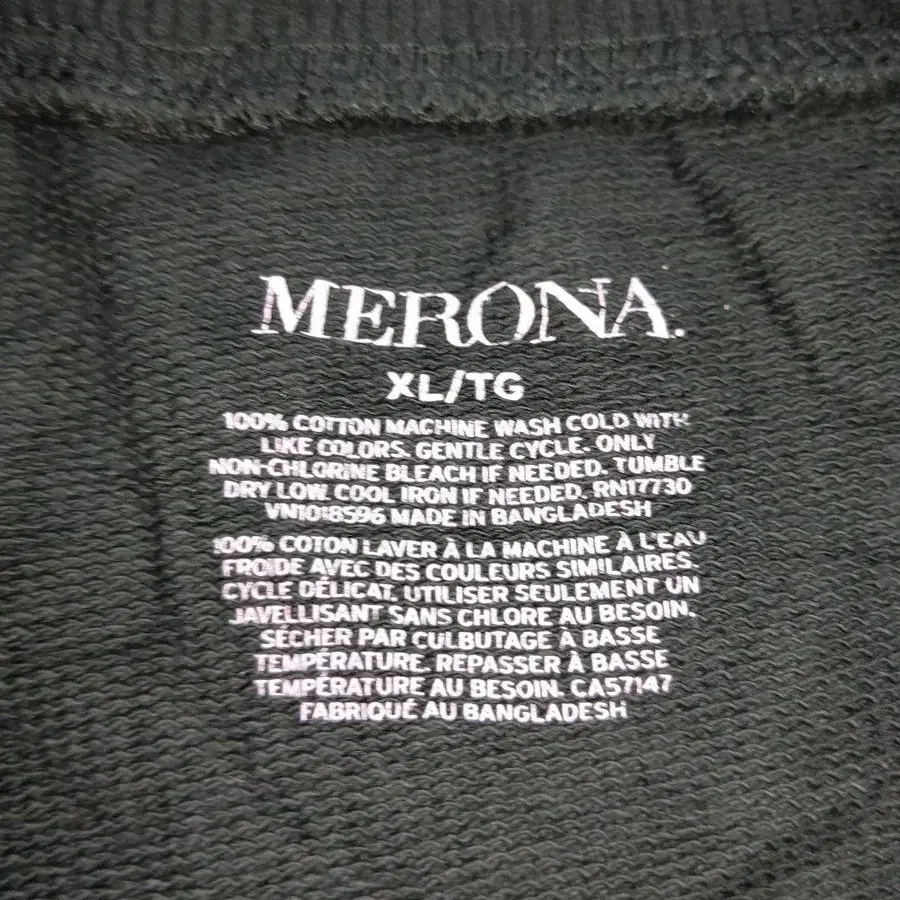 MERONA.
XL/TG
100% COTTON MACHINE WASH COLD WITH
LIKE COLORS. GENTLE CYCLE. ONLY
NON-CHLORINE BLEACH IF NEEDED. TUMBLE
DRY LOW. COOL IRON IF NEEDED. RN17730
VN1018596 MADE IN BANGLADESH
100% COTON LAVER À LA MACHINE À L'EAU
FROIDE AVEC DES COULEURS SIMILAIRES.
CYCLE DÉLICAT. UTILISER SEULEMENT UN
JAVELLISANT SANS CHLORE AU BESOIN.
SÉCHER PAR CULBUTAGE À BASSE
TEMPÉRATURE. REPASSER À BASSE
TEMPÉRATURE AU BESOIN. CA57147
FABRIQUÉ AU BANGLADESH